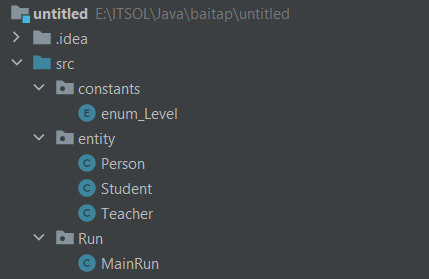 untitled E:\ITSOL\Java\baitap\untitled
.idea
src
constants
E enum_Level
entity
C Person
C Student
C Teacher
Run
C MainRun